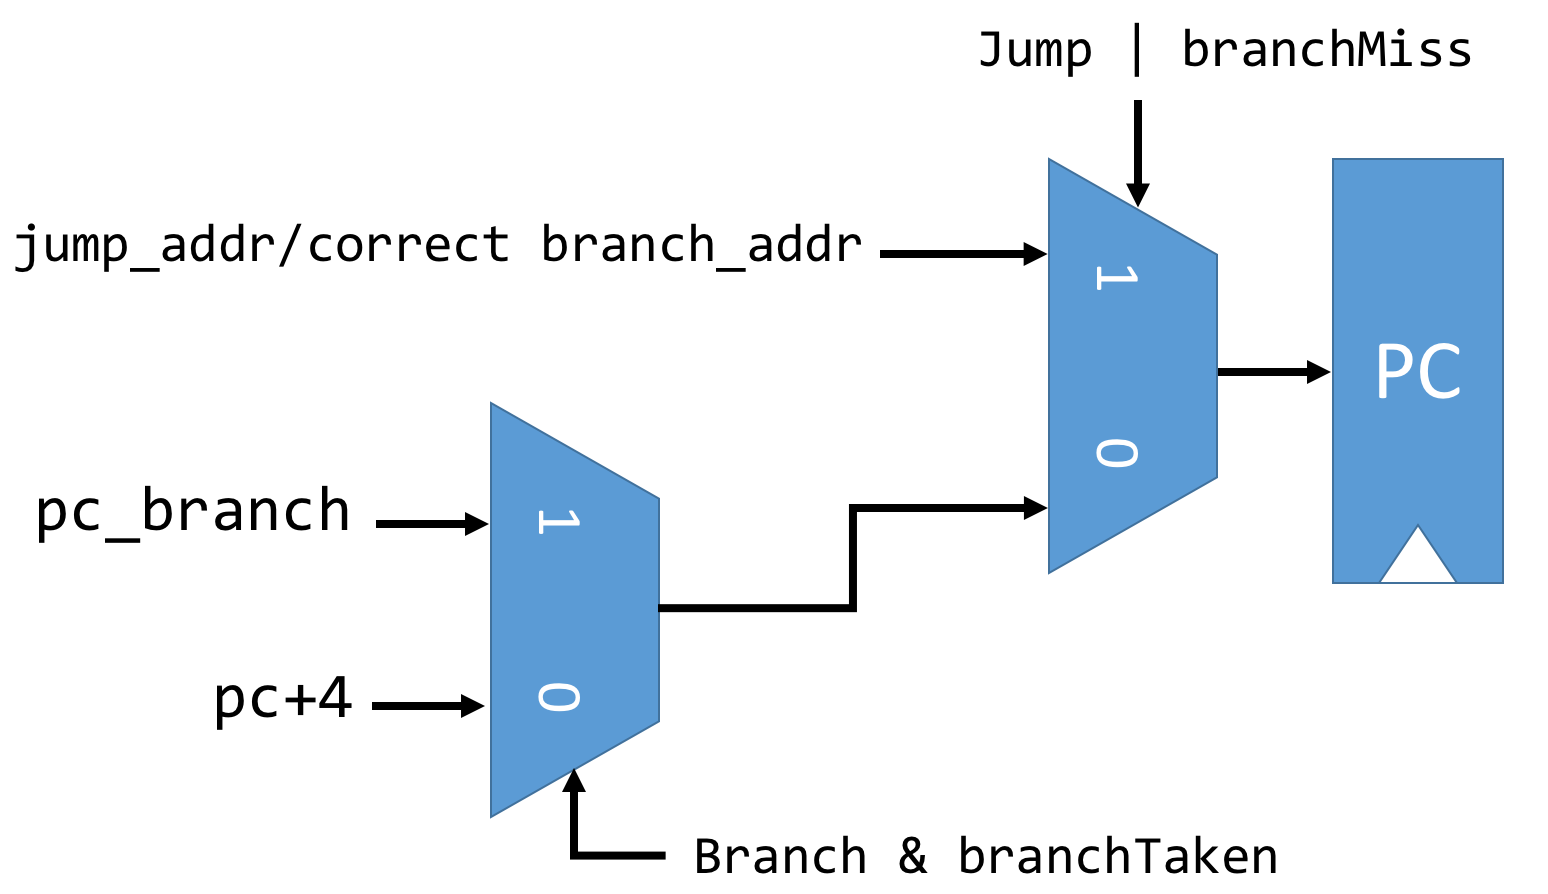 Jump | branchMiss
jump_addr/correct branch_addr
1
PC
0
pc_branch
1
pc+4
0
Branch & branchTaken